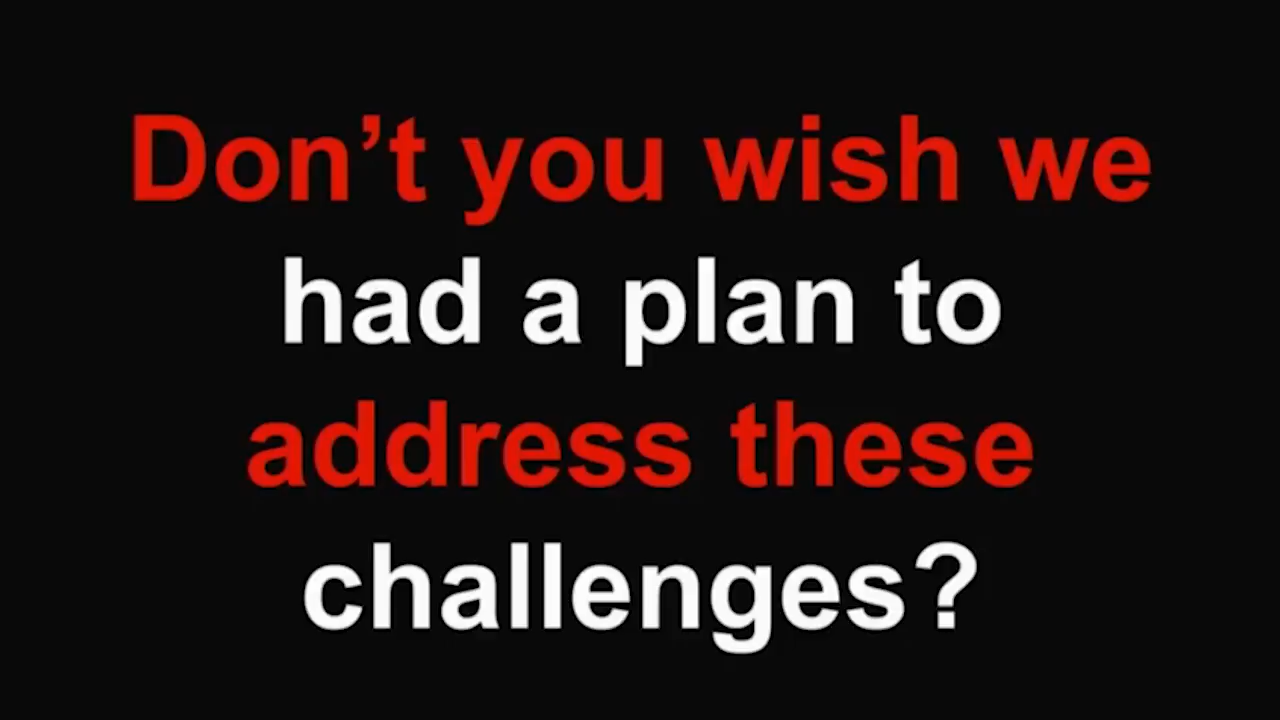 Don’t you wish we
had a plan to
address these
challenges?